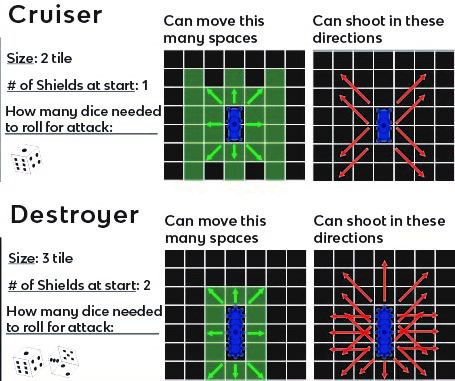 Cruiser
Size: 2 tile
# of Shields at start: 1
How many dice needed
to roll for attack:
Can move this
many spaces
Can shoot in these
directions
Destroyer
Size: 3 tile
# of Shields at start: 2
How many dice needed
to roll for attack:
Can move this
many spaces
Can shoot in these
directions